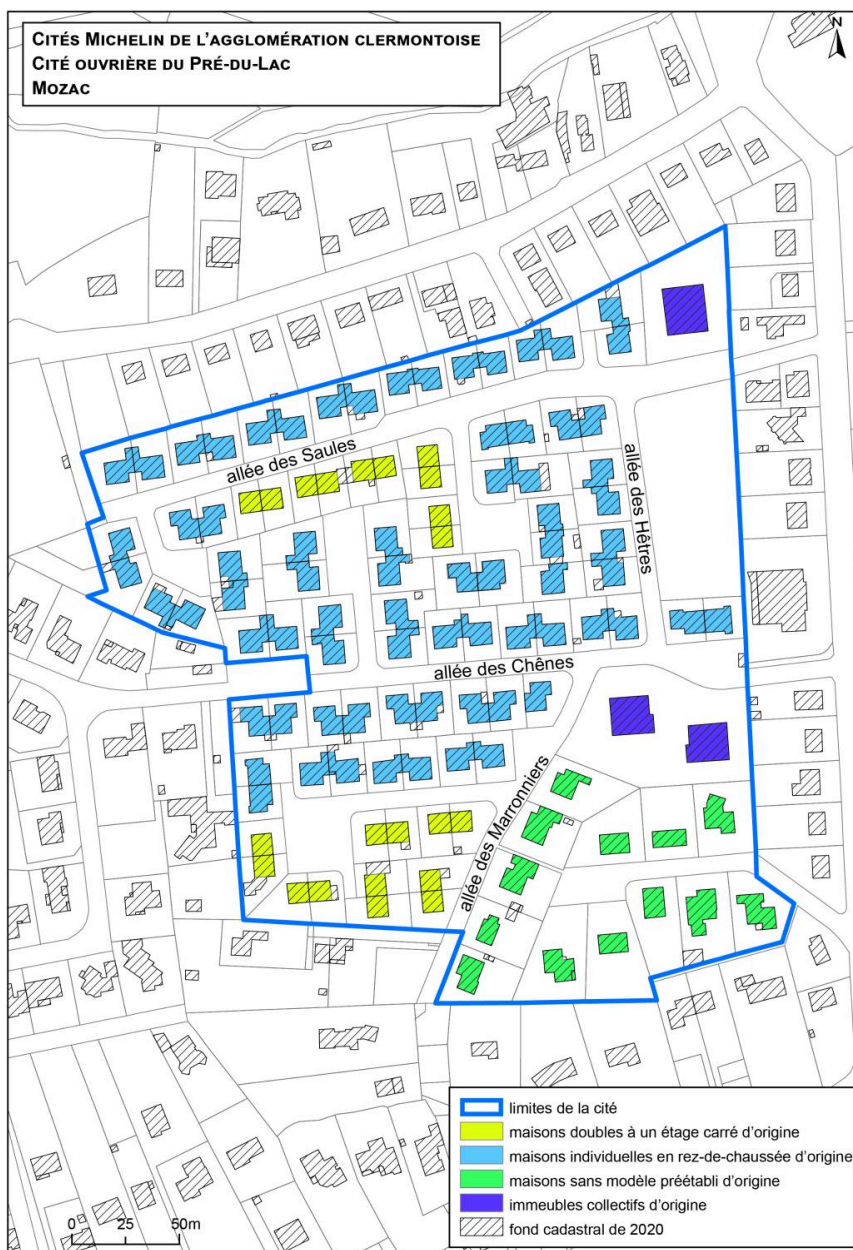 CITÉS MICHELIN DE L'AGGLOMÉRATION CLERMONTOISE
CITÉ OUVRIÈRE DU PRÉ-DU-LAC
MOZAC
N
allée des Saules
allée des Hêtres
allée des Chênes
allée des Marronniers
limites de la cité
maisons doubles à un étage carré d'origine
maisons individuelles en rez-de-chaussée d'origine
maisons sans modèle préétabli d'origine
immeubles collectifs d'origine
fond cadastral de 2020
0 25 50m